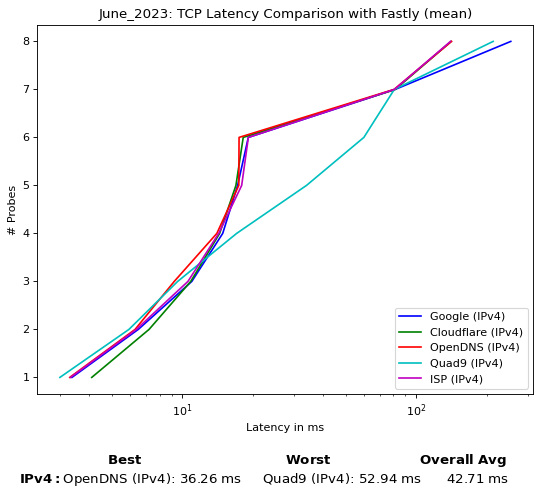 June_2023: TCP Latency Comparison with Fastly (mean)
8
7
6
5
4
3
2
1
# Probes
Google (IPv4)
Cloudflare (IPv4)
OpenDNS (IPv4)
Quad9 (IPv4)
ISP (IPv4)
10¹ 10²
Latency in ms
Best Worst Overall Avg
IPv4: OpenDNS (IPv4): 36.26 ms Quad9 (IPv4): 52.94 ms 42.71 ms